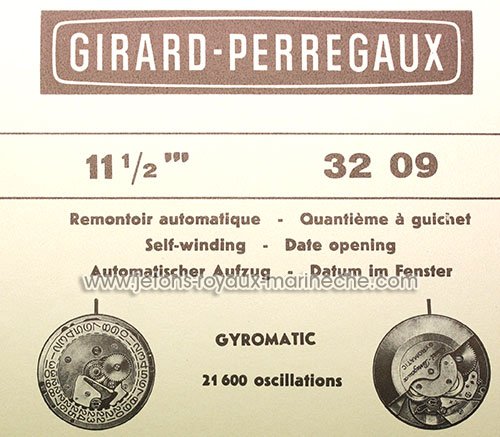 GIRARD-PERREGAUX
11 1/2 ''' 32 09
Remontoir automatique - Quantième à guichet
Self-winding - Date opening
Automatischer Aufzug - Datum im Fenster
www.jetons-royaux-marineche.com
GYROMATIC
21 600 oscillations